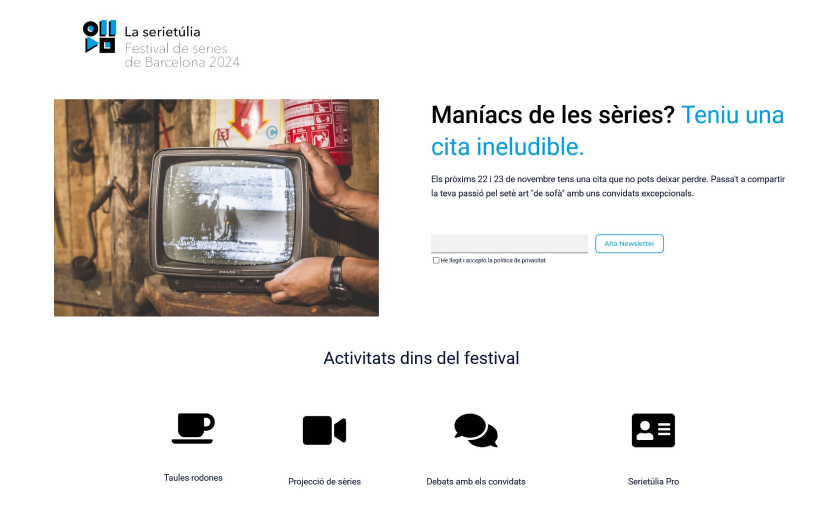 La serietúlia
Festival de series
de Barcelona 2024
Maníacs de les sèries? Teniu una
cita ineludible.
Els pròxims 22 i 23 de novembre tens una cita que no pots deixar perdre. Passa't a compartir
la teva passió pel setè art "de sofà" amb uns convidats excepcionals.
Alta Newsletter
He llegit i accepto la política de privacitat
Activitats dins del festival
Taules rodones
Projecció de sèries
Debats amb els convidats
Serietúlia Pro